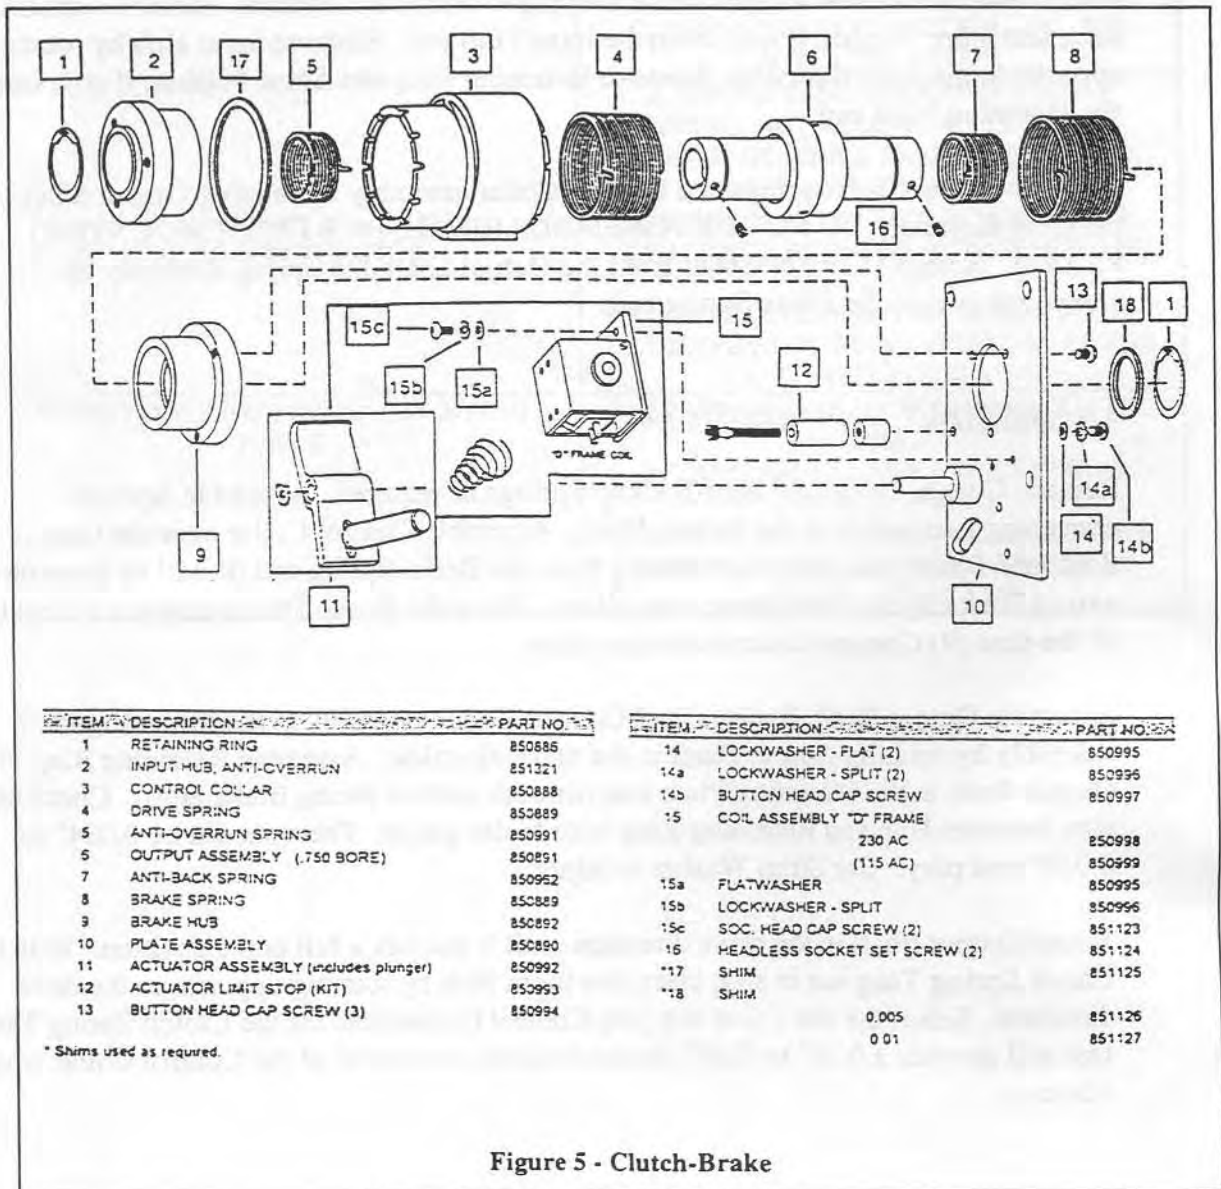 1 2 17 5 3 4 6 7 8
16
13 18 1
15c 15
15b 15a 12
"D" FRAME COIL
14a
9 14 14b
11 10
ITEM DESCRIPTION PART NO.
1 RETAINING RING 850886
2 INPUT HUB, ANTI-OVERRUN 851321
3 CONTROL COLLAR 850888
4 DRIVE SPRING 850889
5 ANTI-OVERRUN SPRING
6 OUTPUT ASSEMBLY (.750 BORE) 850891
7 ANTI-BACK SPRING
8 BRAKE SPRING 850889
9 BRAKE HUB 850892
10 PLATE ASSEMBLY 850890
11 ACTUATOR ASSEMBLY (includes plunger) 850992
12 ACTUATOR LIMIT STOP (KIT) 850993
13 BUTTON HEAD CAP SCREW (3) 850994
* Shims used as required.
ITEM DESCRIPTION PART NO.
14 LOCKWASHER - FLAT (2) 850995
14a LOCKWASHER - SPLIT (2) 850996
14b BUTTON HEAD CAP SCREW 850997
15 COIL ASSEMBLY "D" FRAME
230 AC 850998
(115 AC) 850999
15a FLATWASHER 850995
15b LOCKWASHER - SPLIT 850996
15c SOC. HEAD CAP SCREW (2) 851123
16 HEADLESS SOCKET SET SCREW (2) 851124
*17 SHIM 851125
*18 SHIM
0.005 851126
0.01 851127
Figure 5 - Clutch-Brake